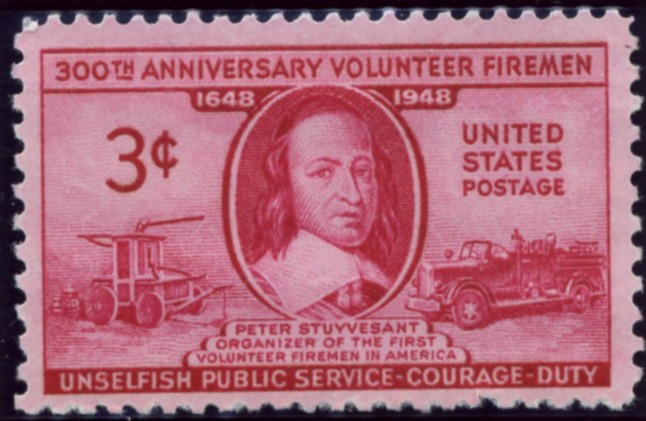 300TH ANNIVERSARY VOLUNTEER FIREMEN
1648 1948
3¢
UNITED
STATES
POSTAGE
PETER STUYVESANT
ORGANIZER OF THE FIRST
VOLUNTEER FIREMEN IN AMERICA
UNSELFISH PUBLIC SERVICE-COURAGE-DUTY